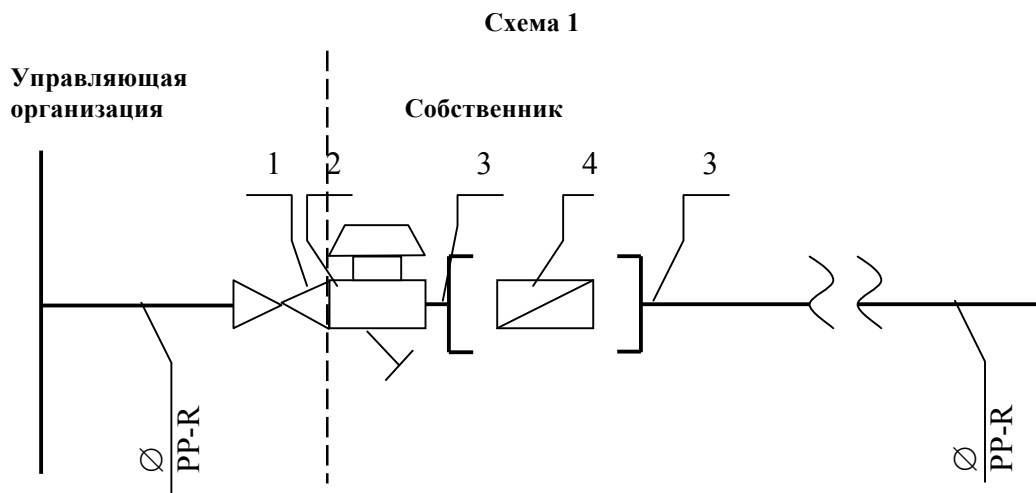 Схема 1
Управляющая
организация
Собственник
1 2 3 4 3
∅
PP-R
∅
PP-R